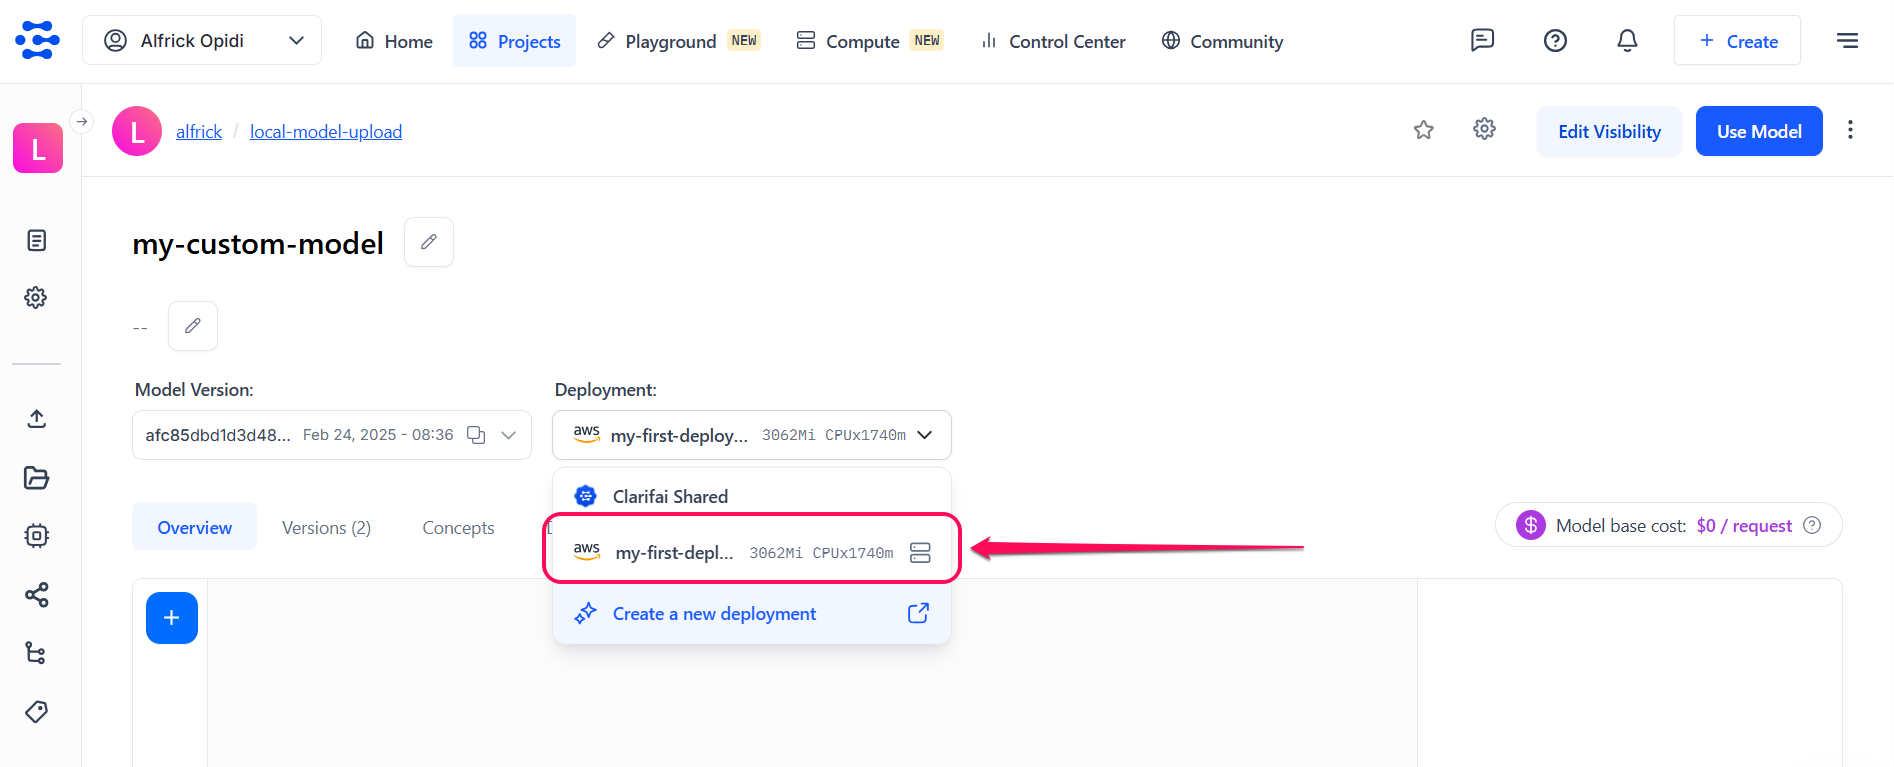 Alfrick Opidi
Home
Projects
Playground NEW
Compute NEW
Control Center
Community
+ Create
L
L
alfrick / local-model-upload
Edit Visibility
Use Model
my-custom-model
--
Model Version:
Deployment:
afc85dbd1d3d48... Feb 24, 2025 - 08:36
aws my-first-deploy... 3062Mi CPUx1740m
Clarifai Shared
Overview
Versions (2)
Concepts
aws my-first-depl... 3062Mi CPUx1740m
$ Model base cost: $0 / request ?
Create a new deployment
+